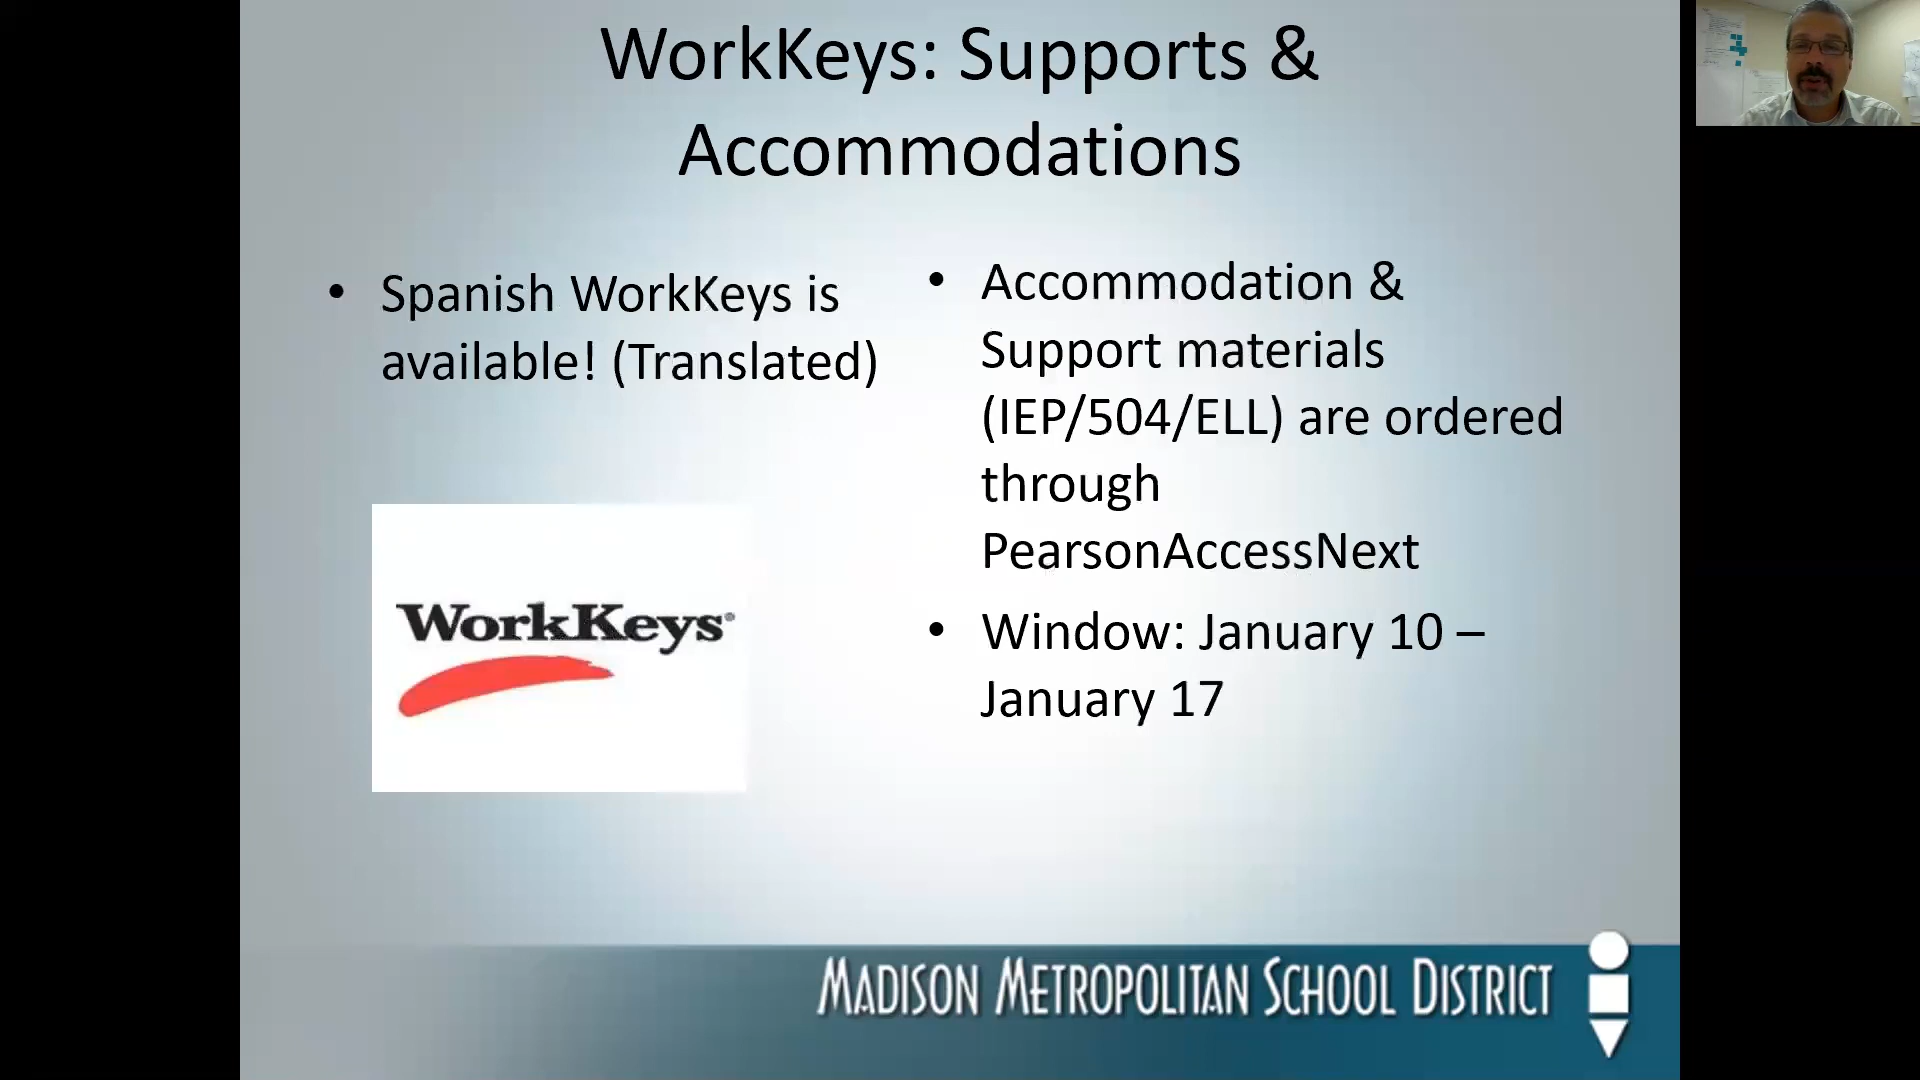 WorkKeys: Supports &
Accommodations
• Spanish WorkKeys is
available! (Translated)
WorkKeys®
• Accommodation &
Support materials
(IEP/504/ELL) are ordered
through
PearsonAccessNext
• Window: January 10 –
January 17
MADISON METROPOLITAN SCHOOL DISTRICT